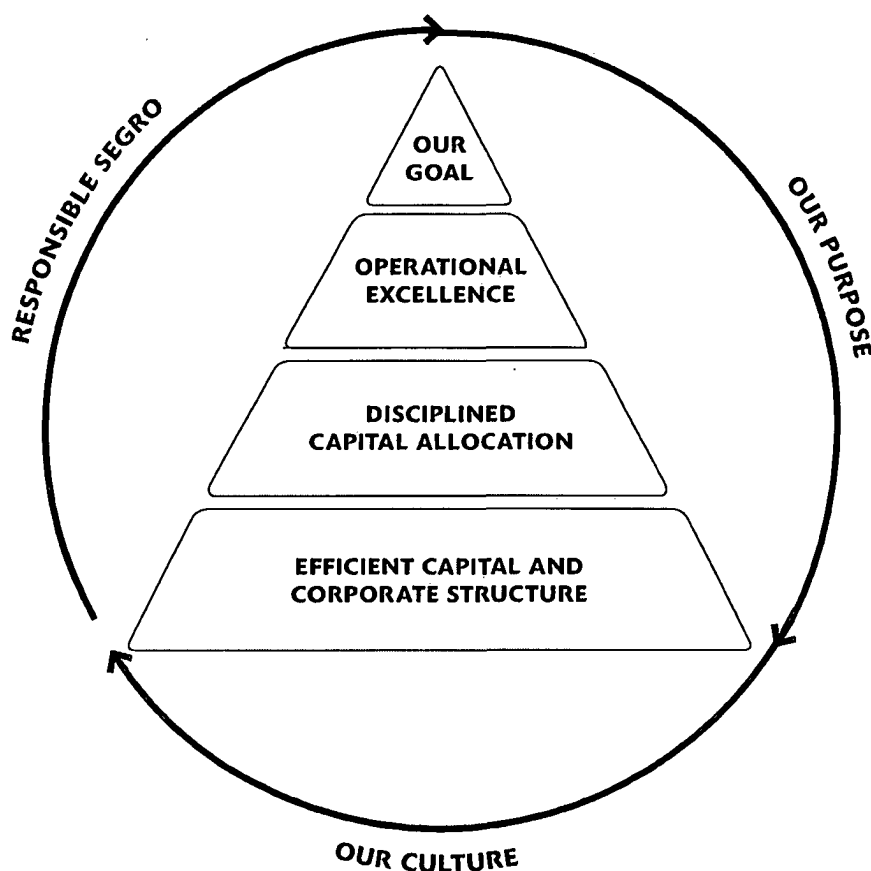 RESPONSIBLE SEGRO
OUR PURPOSE
OUR
GOAL
OPERATIONAL
EXCELLENCE
DISCIPLINED
CAPITAL ALLOCATION
EFFICIENT CAPITAL AND
CORPORATE STRUCTURE
OUR CULTURE